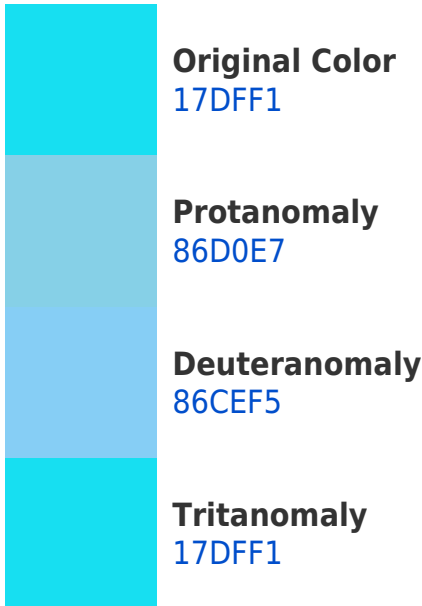 Original Color
17DFF1
Protanomaly
86D0E7
Deuteranomaly
86CEF5
Tritanomaly
17DFF1